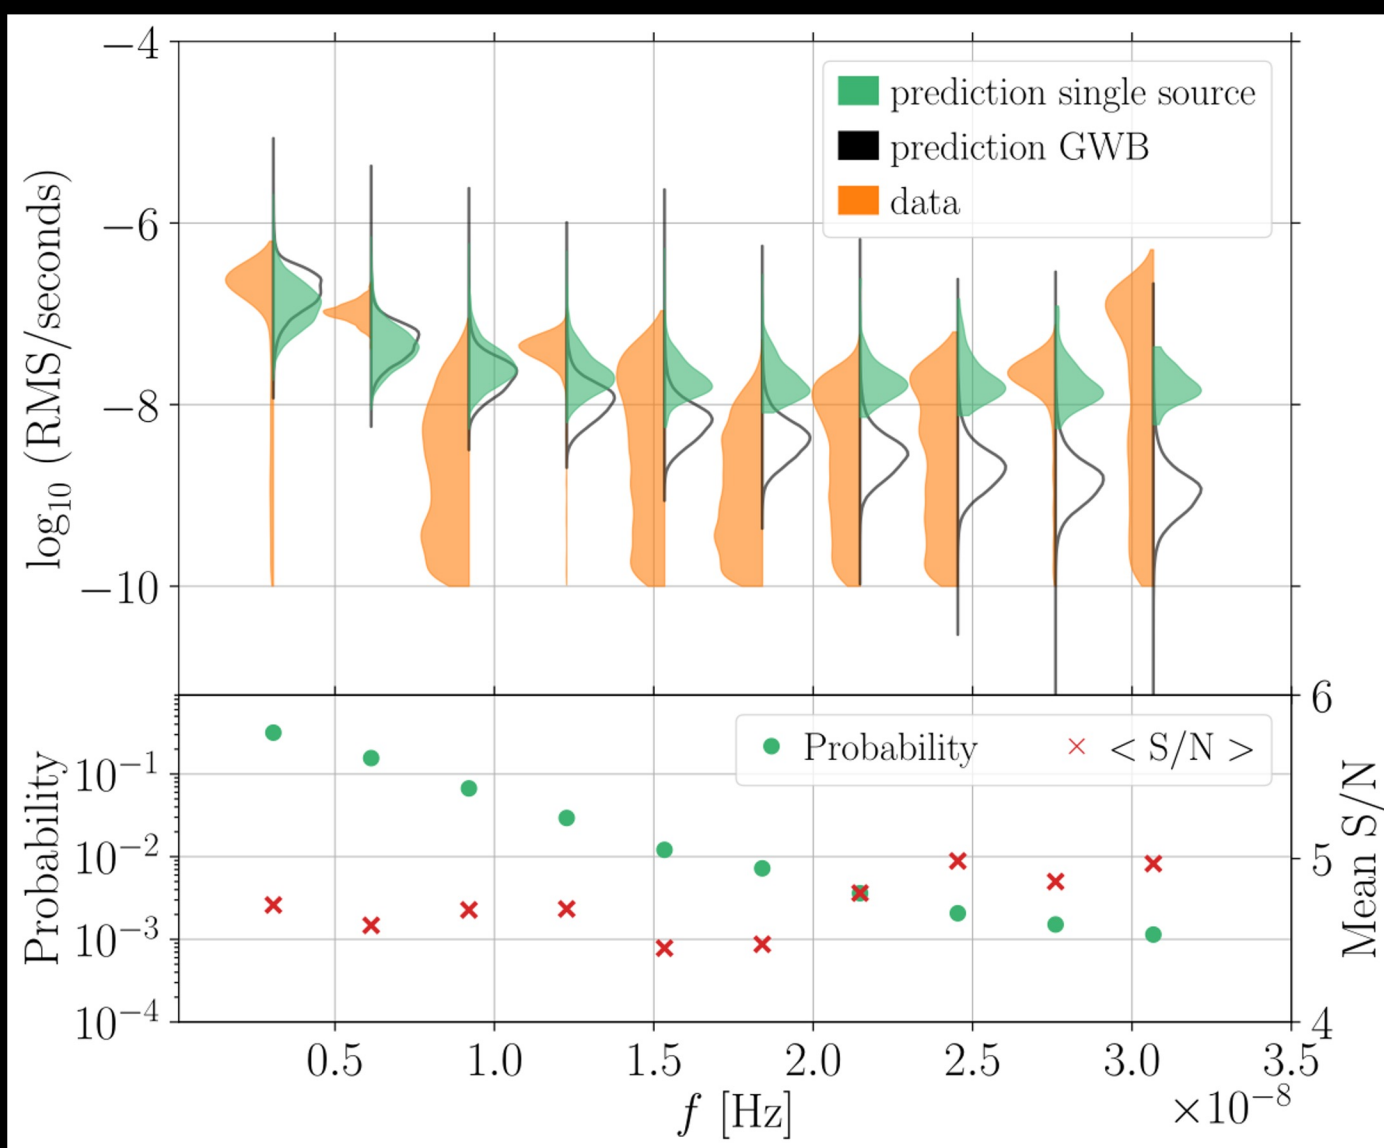 −4
−6
−8
−10
log₁₀ (RMS/seconds)
prediction single source
prediction GWB
data
Probability
10⁻¹
10⁻²
10⁻³
10⁻⁴
Probability
< S/N >
6
5
4
Mean S/N
0.5 1.0 1.5 2.0 2.5 3.0 3.5
×10⁻⁸
f [Hz]